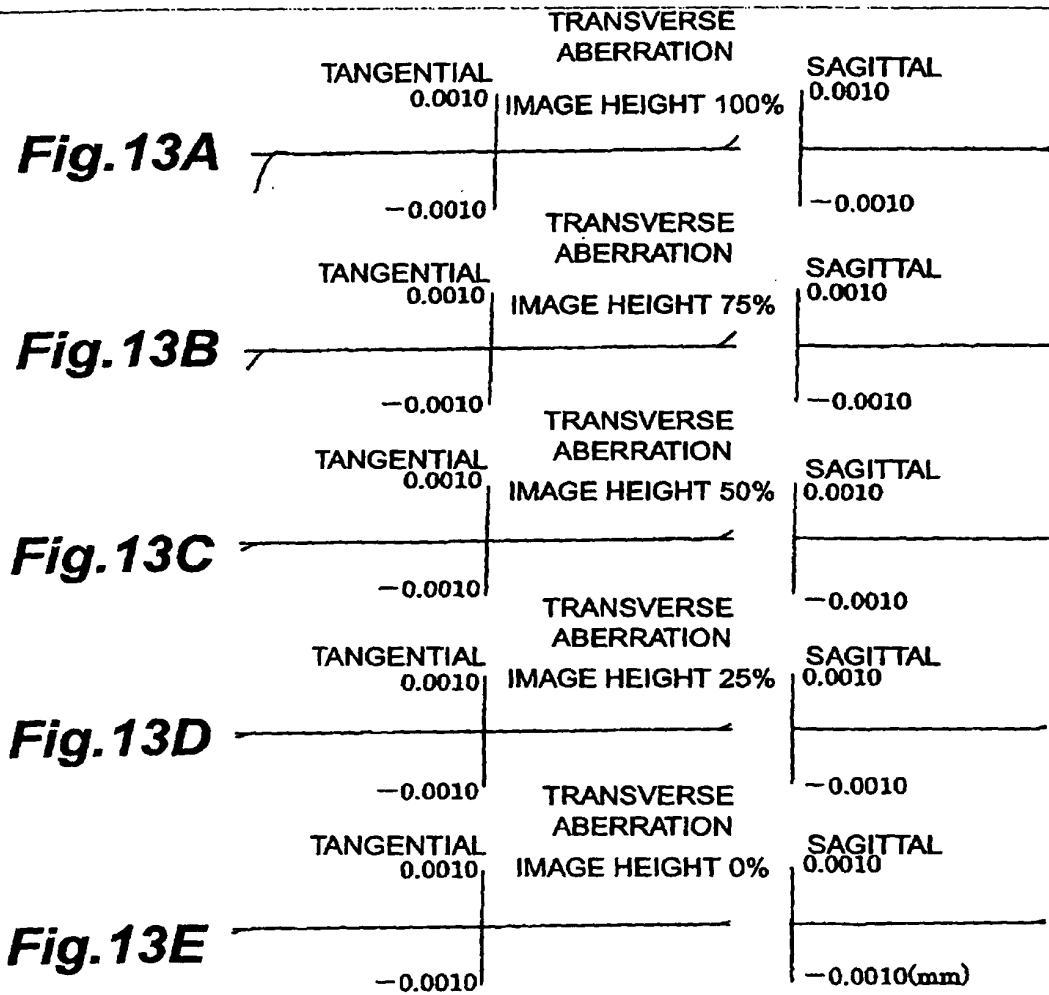 TRANSVERSE
ABERRATION
TANGENTIAL
0.0010
IMAGE HEIGHT 100%
SAGITTAL
0.0010
Fig.13A
−0.0010
−0.0010
TRANSVERSE
ABERRATION
TANGENTIAL
0.0010
IMAGE HEIGHT 75%
SAGITTAL
0.0010
Fig.13B
−0.0010
−0.0010
TRANSVERSE
ABERRATION
TANGENTIAL
0.0010
IMAGE HEIGHT 50%
SAGITTAL
0.0010
Fig.13C
−0.0010
−0.0010
TRANSVERSE
ABERRATION
TANGENTIAL
0.0010
IMAGE HEIGHT 25%
SAGITTAL
0.0010
Fig.13D
−0.0010
−0.0010
TRANSVERSE
ABERRATION
TANGENTIAL
0.0010
IMAGE HEIGHT 0%
SAGITTAL
0.0010
Fig.13E
−0.0010
−0.0010(mm)